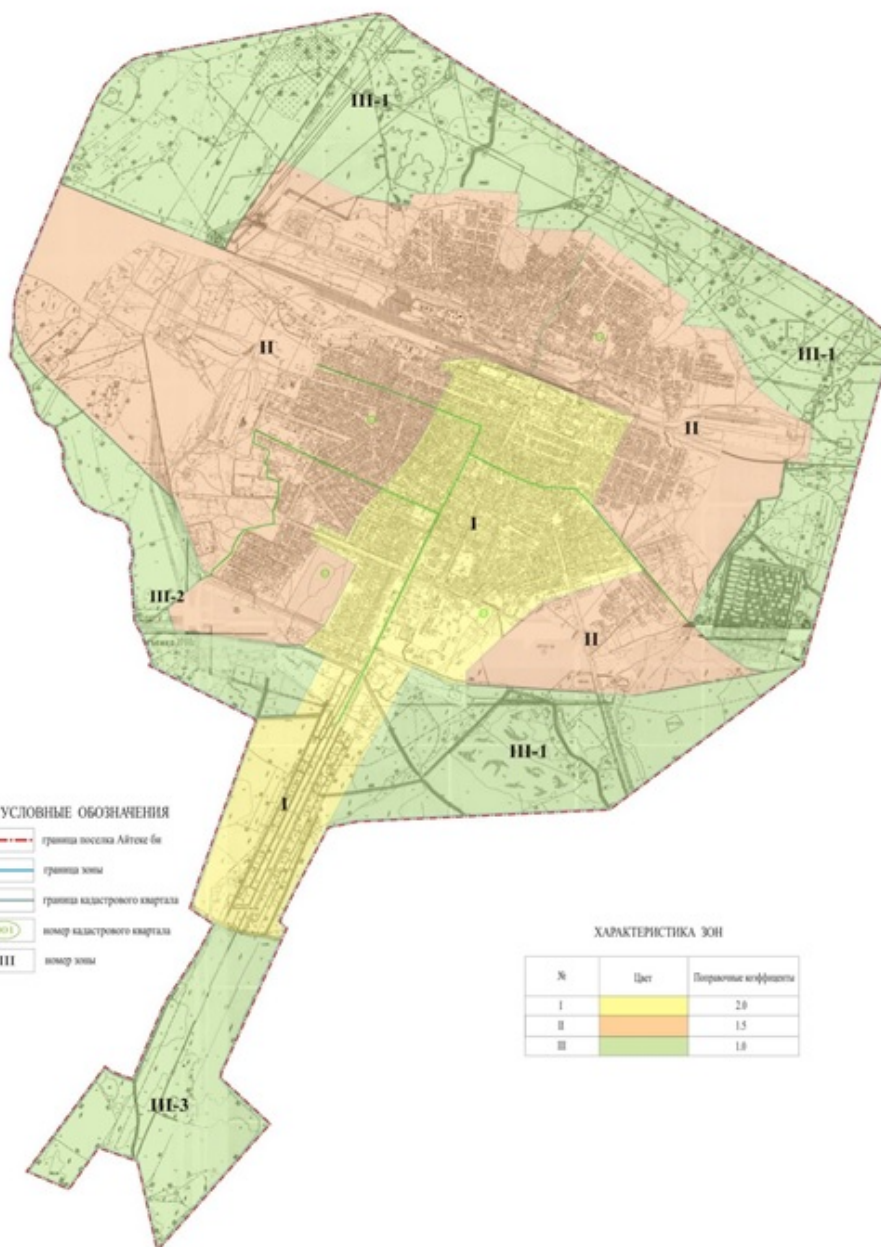 III-1
III-1
II
II
I
III-2
II
III-1
I
УСЛОВНЫЕ ОБОЗНАЧЕНИЯ
граница поселка Айтеке би
граница зоны
граница кадастрового квартала
номер кадастрового квартала
III номер зоны
ХАРАКТЕРИСТИКА ЗОН
№ Цвет Поправочные коэффициенты
I 2.0
II 1.5
III 1.0
III-3